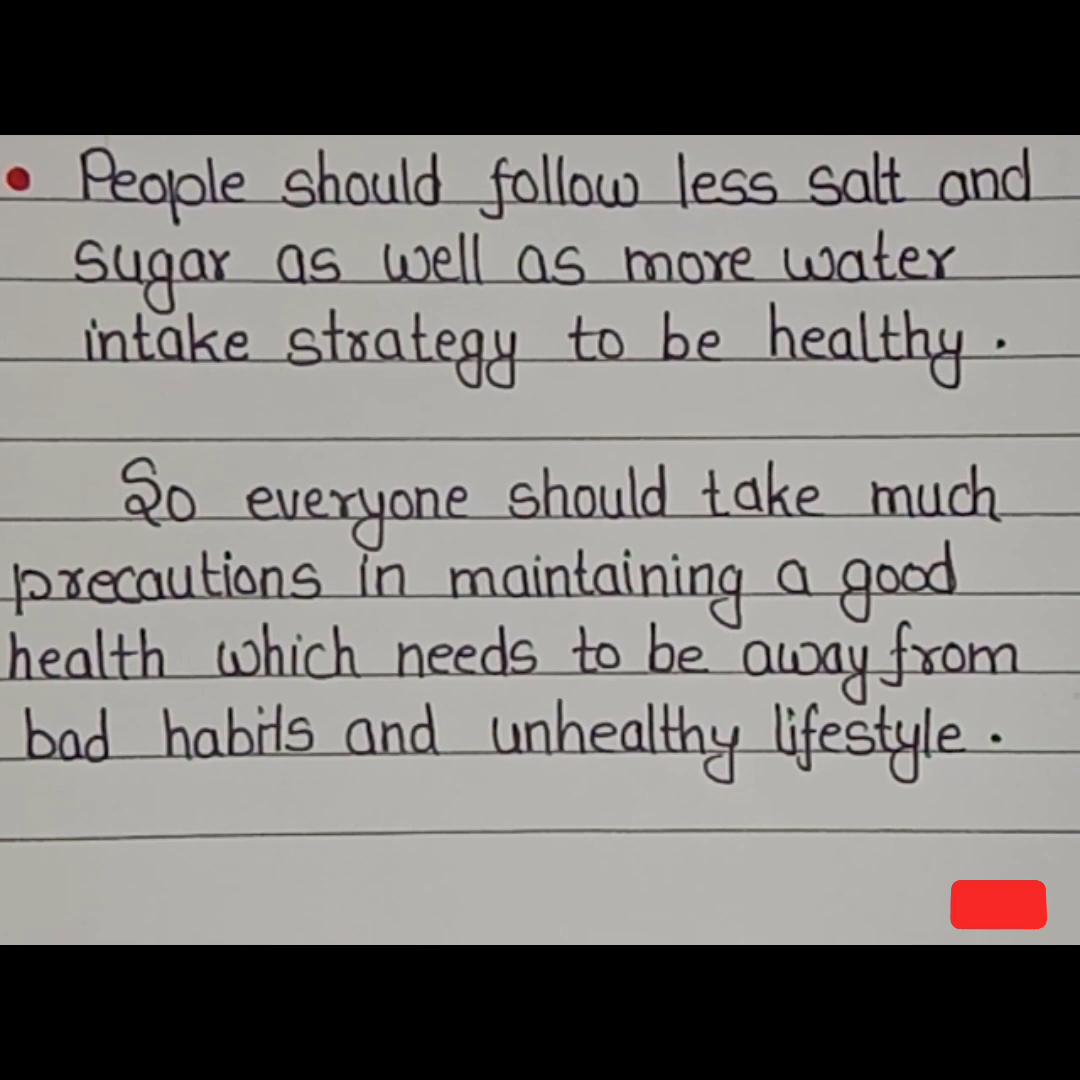 • People should follow less salt and
sugar as well as more water
intake strategy to be healthy.
So everyone should take much
precautions in maintaining a good
health which needs to be away from
bad habits and unhealthy lifestyle.